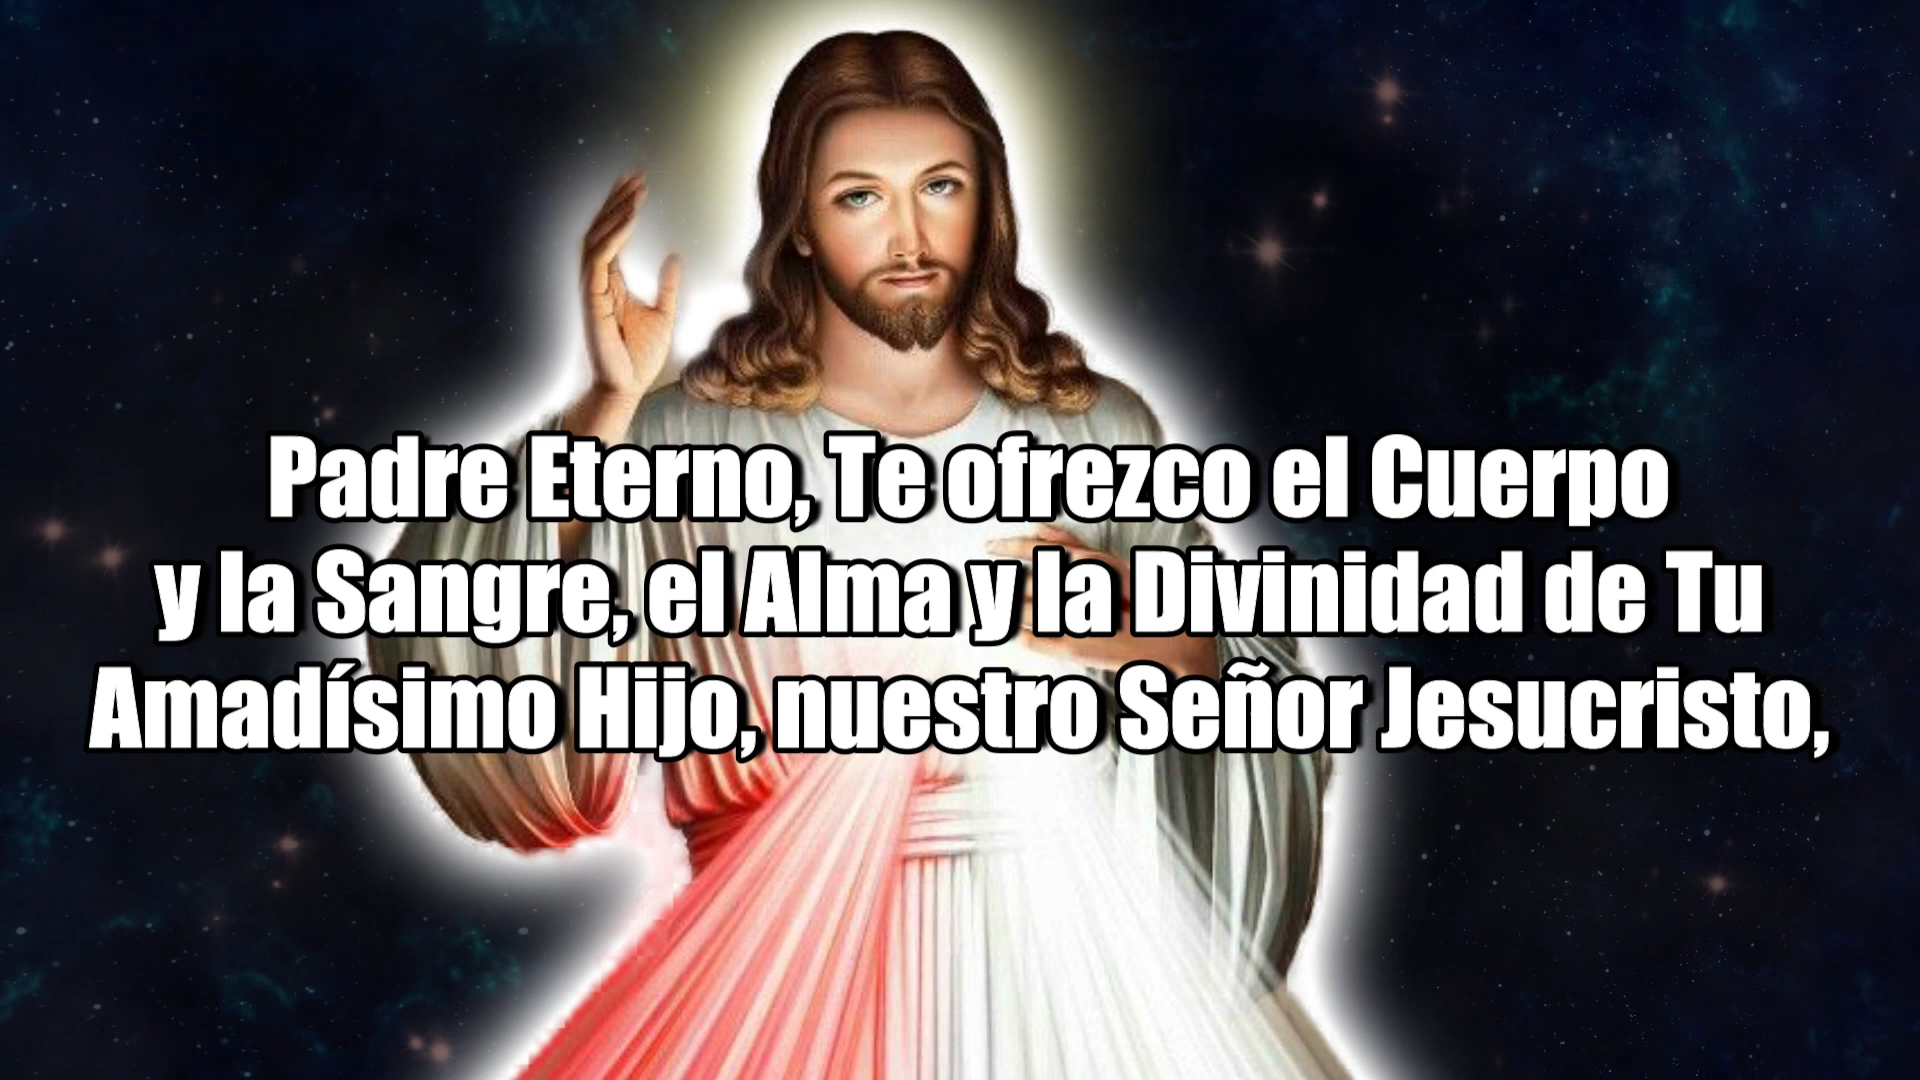 Padre Eterno, Te ofrezco el Cuerpo
y la Sangre, el Alma y la Divinidad de Tu
Amadísimo Hijo, nuestro Señor Jesucristo,